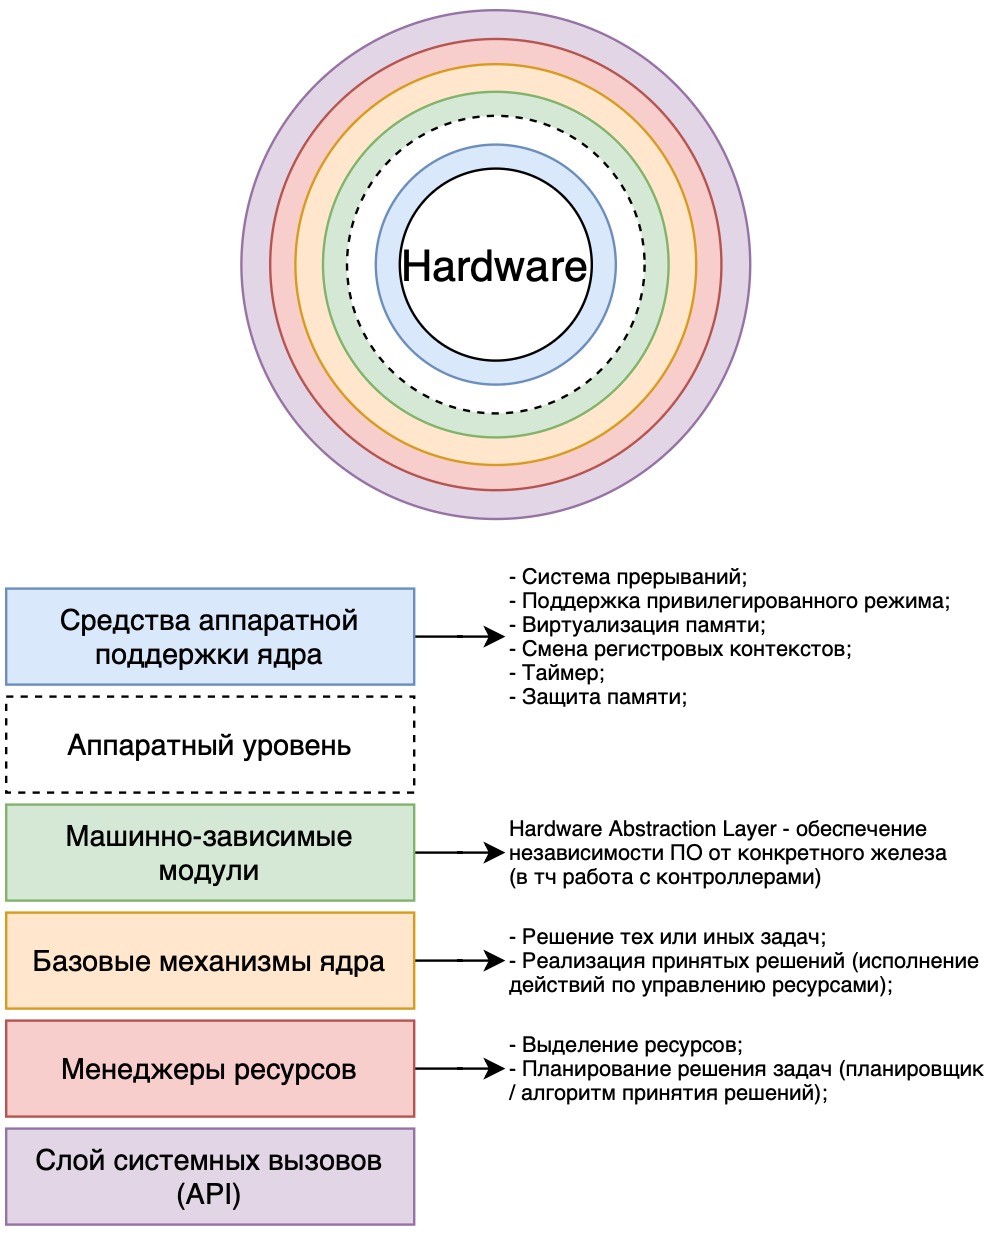 Hardware
Средства аппаратной
поддержки ядра
- Система прерываний;
- Поддержка привилегированного режима;
- Виртуализация памяти;
- Смена регистровых контекстов;
- Таймер;
- Защита памяти;
Аппаратный уровень
Машинно-зависимые
модули
Hardware Abstraction Layer - обеспечение
независимости ПО от конкретного железа
(в тч работа с контроллерами)
Базовые механизмы ядра
- Решение тех или иных задач;
- Реализация принятых решений (исполнение
действий по управлению ресурсами);
Менеджеры ресурсов
- Выделение ресурсов;
- Планирование решения задач (планировщик
/ алгоритм принятия решений);
Слой системных вызовов
(API)